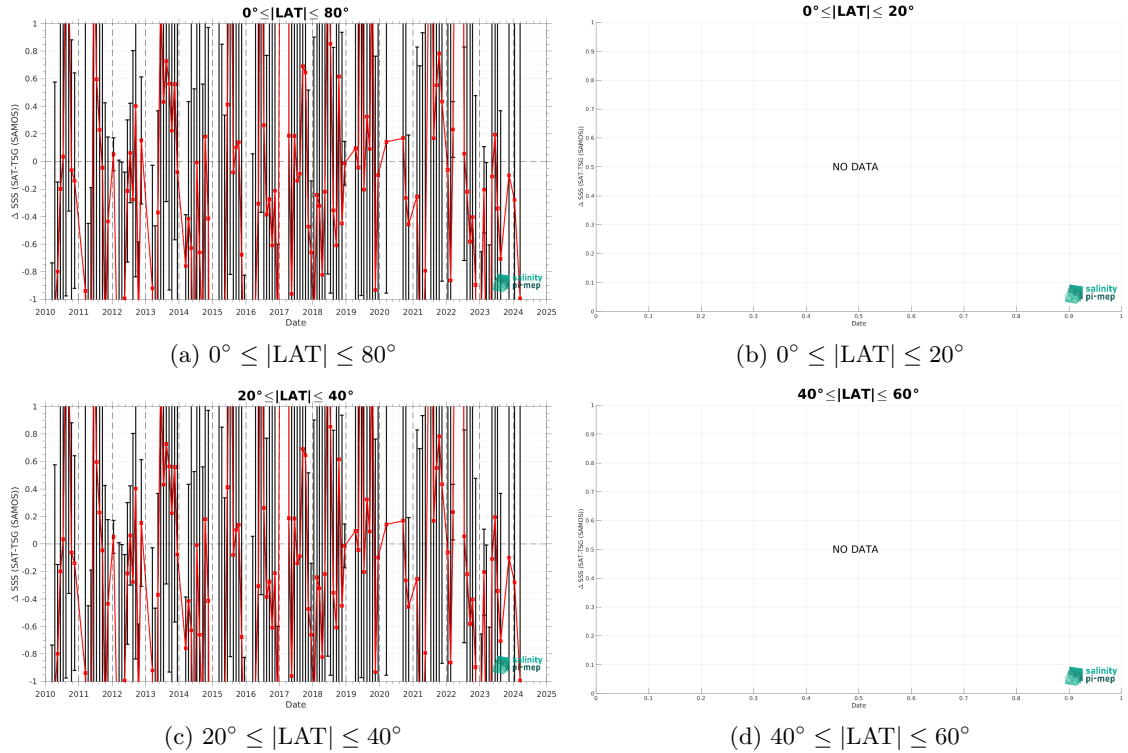 0°≤|LAT|≤ 80°
Δ SSS (SAT-TSG (SAMOS))
1
0.8
0.6
0.4
0.2
0
-0.2
-0.4
-0.6
-0.8
-1
2010 2011 2012 2013 2014 2015 2016 2017 2018 2019 2020 2021 2022 2023 2024 2025
Date
salinity
pi-mep
(a) 0° ≤ |LAT| ≤ 80°
0°≤|LAT|≤ 20°
Δ SSS (SAT-TSG (SAMOS))
1
0.9
0.8
0.7
0.6
0.5
0.4
0.3
0.2
0.1
0
NO DATA
0 0.1 0.2 0.3 0.4 0.5 0.6 0.7 0.8 0.9 1
Date
salinity
pi-mep
(b) 0° ≤ |LAT| ≤ 20°
20°≤|LAT|≤ 40°
Δ SSS (SAT-TSG (SAMOS))
1
0.8
0.6
0.4
0.2
0
-0.2
-0.4
-0.6
-0.8
-1
2010 2011 2012 2013 2014 2015 2016 2017 2018 2019 2020 2021 2022 2023 2024 2025
Date
salinity
pi-mep
(c) 20° ≤ |LAT| ≤ 40°
40°≤|LAT|≤ 60°
Δ SSS (SAT-TSG (SAMOS))
1
0.9
0.8
0.7
0.6
0.5
0.4
0.3
0.2
0.1
0
NO DATA
0 0.1 0.2 0.3 0.4 0.5 0.6 0.7 0.8 0.9 1
Date
salinity
pi-mep
(d) 40° ≤ |LAT| ≤ 60°